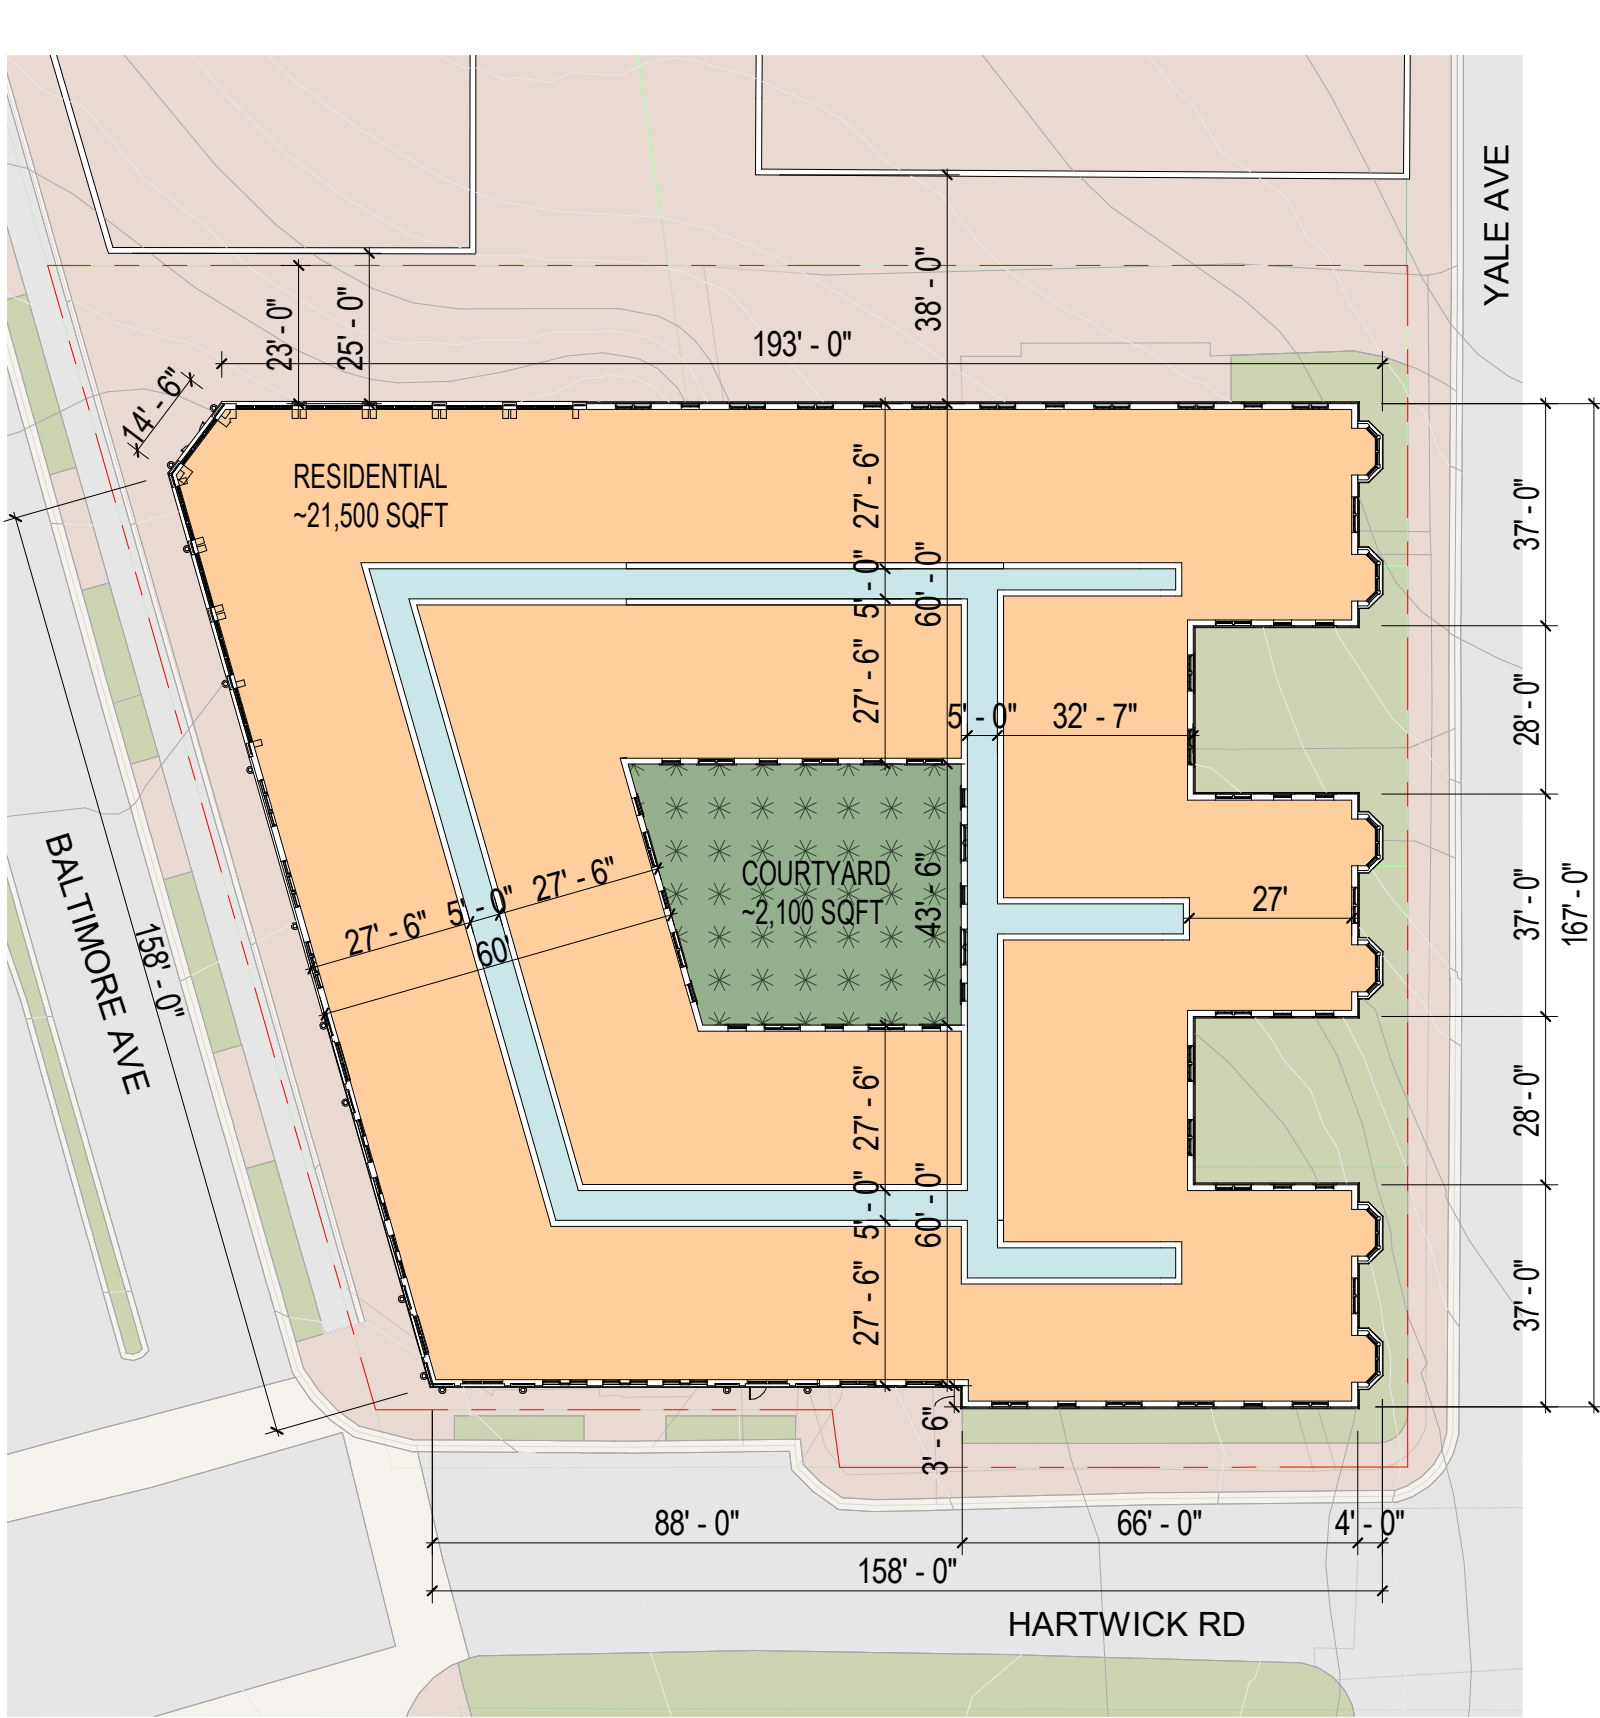 YALE AVE
38' - 0"
23' - 0"
25' - 0"
193' - 0"
14' - 6"
RESIDENTIAL
~21,500 SQFT
27' - 6"
37' - 0"
5' - 0"
60' - 0"
27' - 6"
28' - 0"
5' - 0"
32' - 7"
COURTYARD
~2,100 SQFT
43' - 6"
27' - 6"
5' - 0"
27' - 6"
60'
27'
37' - 0"
167' - 0"
BALTIMORE AVE
158' - 0"
27' - 6"
28' - 0"
5' - 0"
60' - 0"
27' - 6"
37' - 0"
3' - 6"
88' - 0"
66' - 0"
4' - 0"
158' - 0"
HARTWICK RD